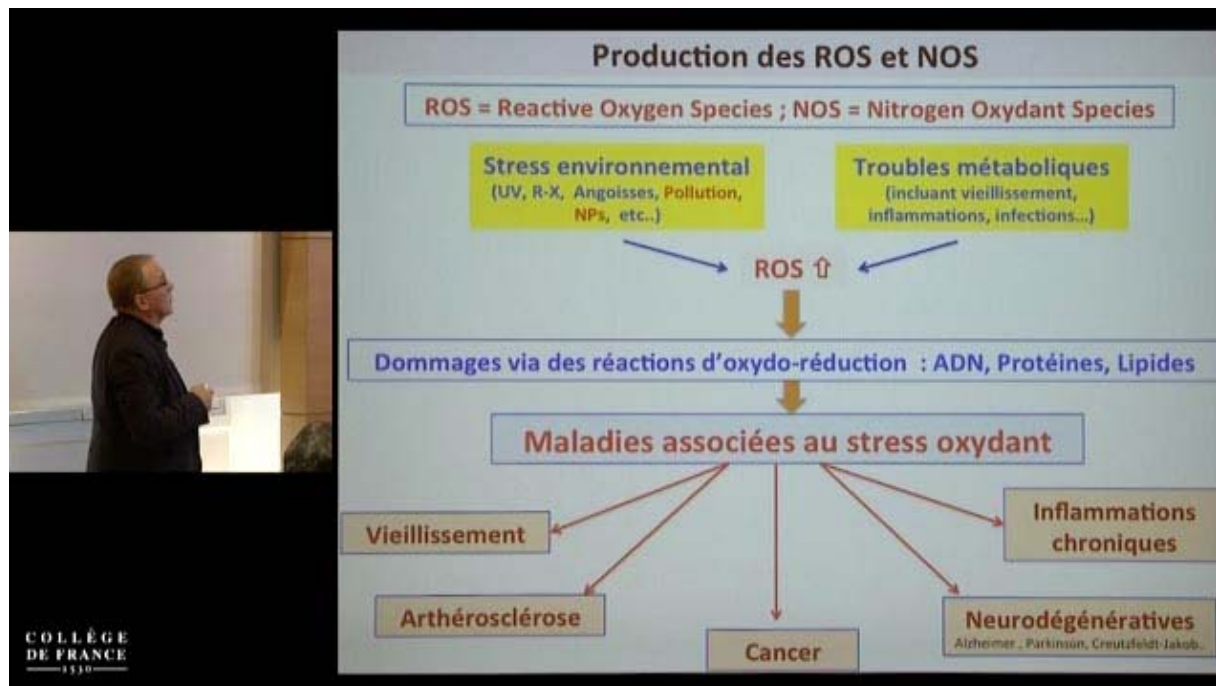 Production des ROS et NOS
ROS = Reactive Oxygen Species ; NOS = Nitrogen Oxydant Species
Stress environnemental
(UV, R-X, Angoisses, Pollution,
NPs, etc..)
Troubles métaboliques
(incluant vieillissement,
inflammations, infections...)
ROS ⇧
Dommages via des réactions d'oxydo-réduction : ADN, Protéines, Lipides
Maladies associées au stress oxydant
Vieillissement
Inflammations
chroniques
Arthérosclérose
Neurodégénératives
Alzheimer , Parkinson, Creutzfeldt-Jakob..
Cancer
COLLÈGE
DE FRANCE
1530